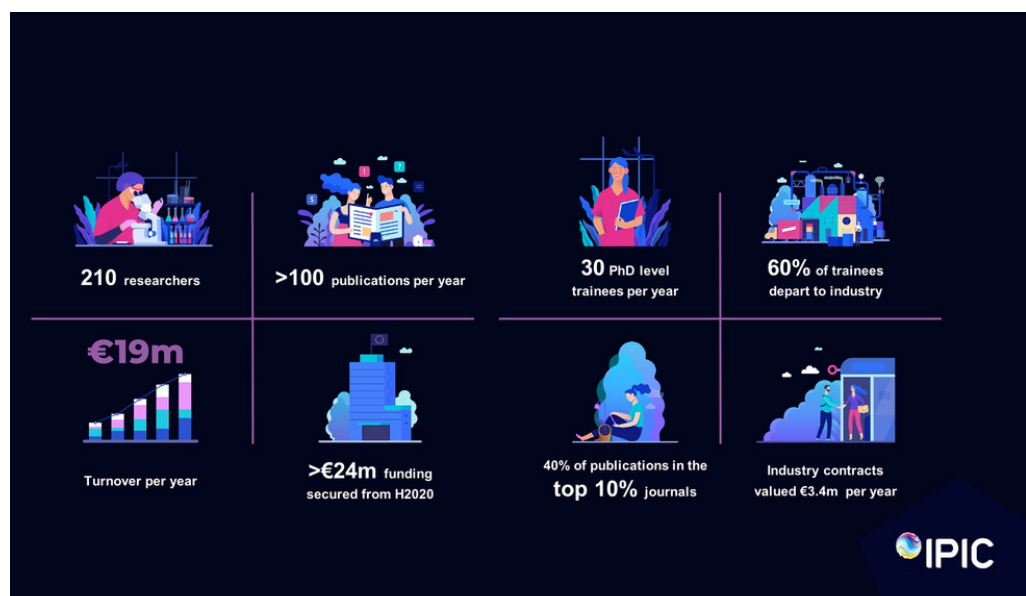 210 researchers
>100 publications per year
30 PhD level
trainees per year
60% of trainees
depart to industry
€19m
Turnover per year
>€24m funding
secured from H2020
40% of publications in the
top 10% journals
Industry contracts
valued €3.4m per year
IPIC